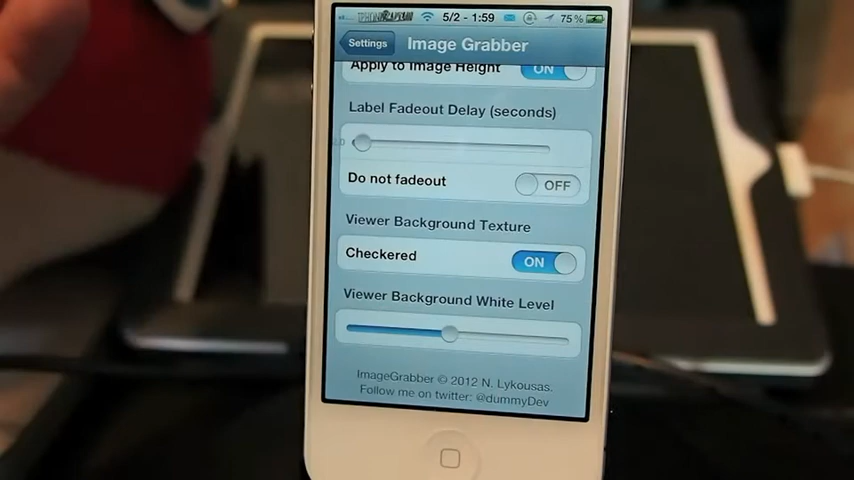 5/2 - 1:59 75%
Settings
Image Grabber
Apply to Image Height
ON
Label Fadeout Delay (seconds)
Do not fadeout
OFF
Viewer Background Texture
Checkered
ON
Viewer Background White Level
ImageGrabber © 2012 N. Lykousas.
Follow me on twitter: @dummyDev